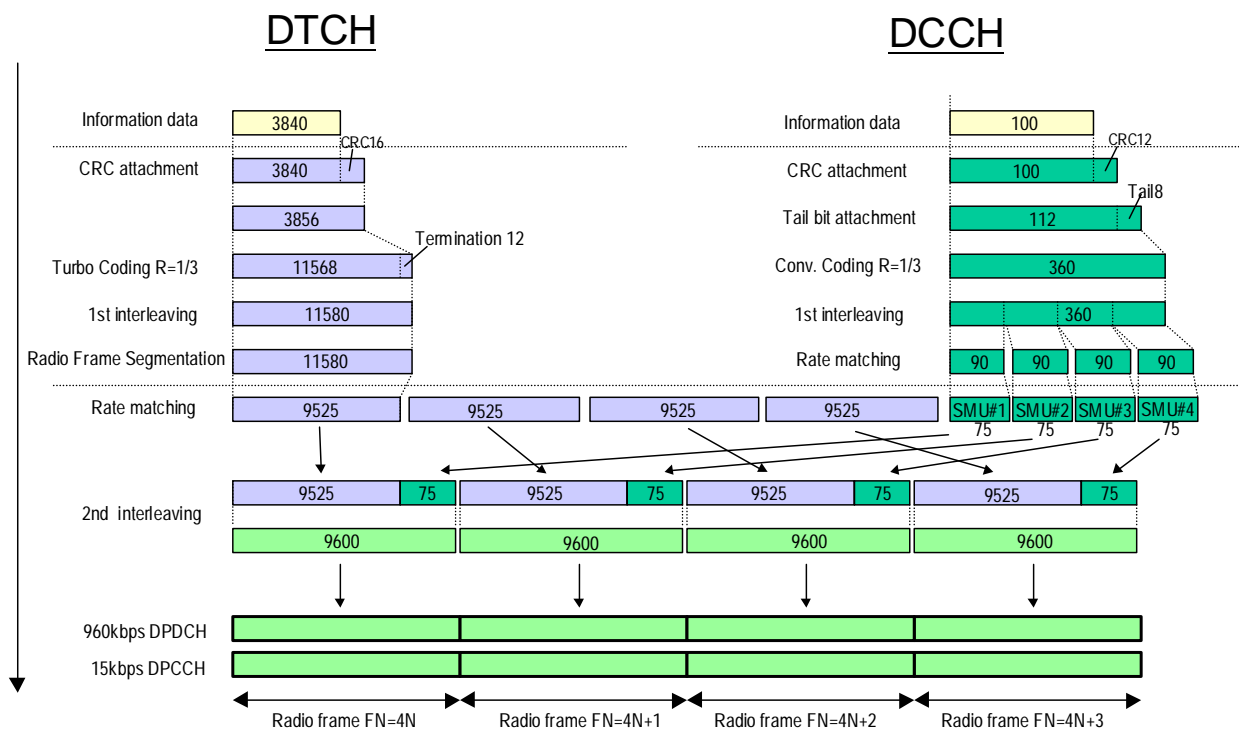 DTCH DCCH
Information data 3840 Information data 100
CRC16 CRC12
CRC attachment 3840 CRC attachment 100
Tail8
3856 Tail bit attachment 112
Termination 12
Turbo Coding R=1/3 11568 Conv. Coding R=1/3 360
1st interleaving 11580 1st interleaving 360
Radio Frame Segmentation 11580 Rate matching 90 90 90 90
Rate matching 9525 9525 9525 9525 SMU#1 SMU#2 SMU#3 SMU#4
75 75 75 75
9525 75 9525 75 9525 75 9525 75
2nd interleaving
9600 9600 9600 9600
960kbps DPDCH
15kbps DPCCH
Radio frame FN=4N Radio frame FN=4N+1 Radio frame FN=4N+2 Radio frame FN=4N+3